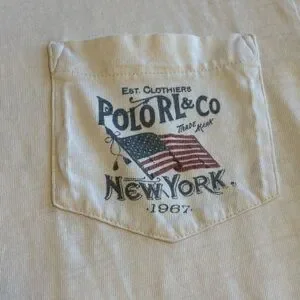 EST. CLOTHIERS
POLO RL & CO
TRADE MARK
NEW YORK.
·1967·